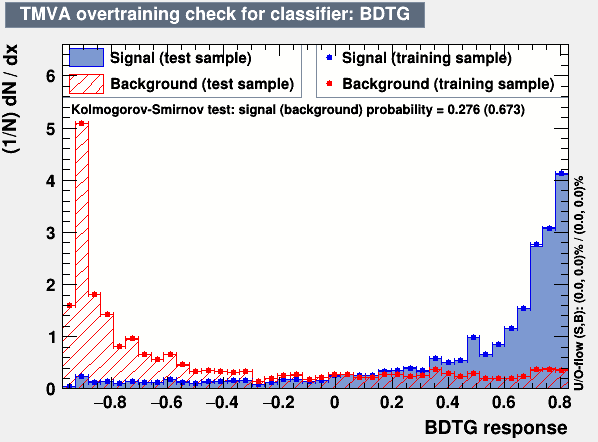 TMVA overtraining check for classifier: BDTG
(1/N) dN / dx
Signal (test sample)
Signal (training sample)
Background (test sample)
Background (training sample)
Kolmogorov-Smirnov test: signal (background) probability = 0.276 (0.673)
6
5
4
3
2
1
0
−0.8 −0.6 −0.4 −0.2 0 0.2 0.4 0.6 0.8
BDTG response
U/O-flow (S,B): (0.0, 0.0)% / (0.0, 0.0)%